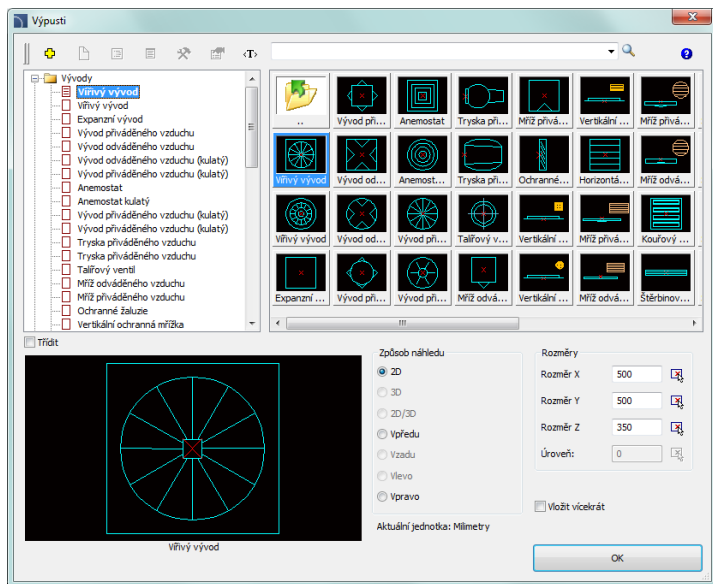 Výpusti
<T>
Vývody
Vířivý vývod
Vířivý vývod
Expanzní vývod
Vývod přiváděného vzduchu
Vývod odváděného vzduchu
Vývod odváděného vzduchu (kulatý)
Vývod přiváděného vzduchu (kulatý)
Anemostat
Anemostat kulatý
Vývod přiváděného vzduchu (kulatý)
Vývod přiváděného vzduchu (kulatý)
Tryska přiváděného vzduchu
Tryska přiváděného vzduchu
Talířový ventil
Mříž odváděného vzduchu
Mříž přiváděného vzduchu
Ochranné žaluzie
Vertikální ochranná mřížka
.. Vývod při... Anemostat Tryska při... Mříž přivá... Vertikální ... Mříž přivá...
Vířivý vývod Vývod od... Anemost... Tryska při... Ochranné... Horizontá... Mříž odvá...
Vířivý vývod Vývod od... Vývod při... Talířový v... Vertikální ... Mříž přivá... Kouřový ...
Expanzní ... Vývod při... Vývod při... Mříž odvá... Vertikální ... Mříž odvá... Štěrbinov...
Třídit
Vířivý vývod
Způsob náhledu
2D
3D
2D/3D
Vpředu
Vzadu
Vlevo
Vpravo
Aktuální jednotka: Milimetry
Rozměry
Rozměr X 500
Rozměr Y 500
Rozměr Z 350
Úroveň: 0
Vložit vícekrát
OK